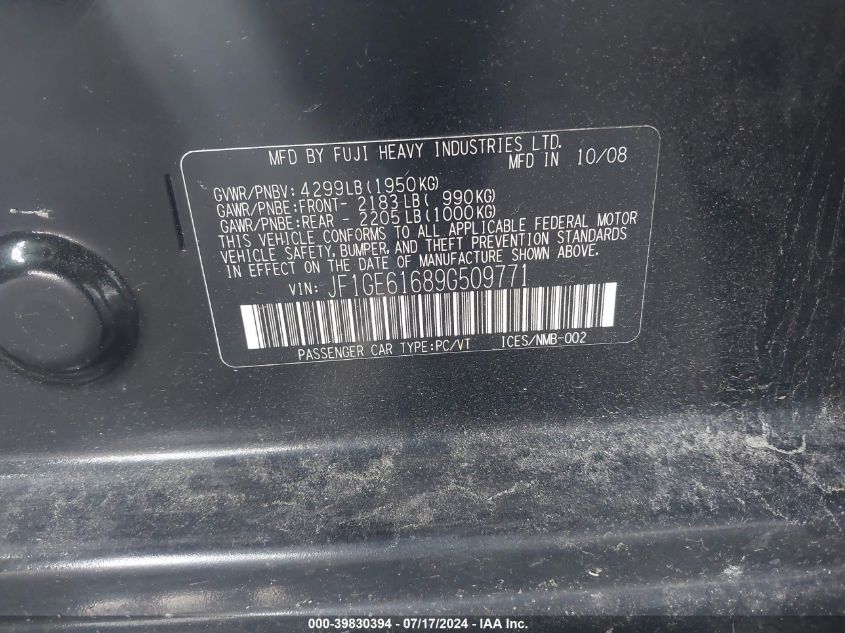 MFD BY FUJI HEAVY INDUSTRIES LTD.
MFD IN 10/08
GVWR/PNBV: 4299LB(1950KG)
GAWR/PNBE:FRONT- 2183LB( 990KG)
GAWR/PNBE:REAR - 2205LB(1000KG)
THIS VEHICLE CONFORMS TO ALL APPLICABLE FEDERAL MOTOR
VEHICLE SAFETY, BUMPER, AND THEFT PREVENTION STANDARDS
IN EFFECT ON THE DATE OF MANUFACTURE SHOWN ABOVE.
VIN: JF1GE61689G509771
PASSENGER CAR TYPE:PC/VT ICES/NMB-002
000-39830394 - 07/17/2024 - © IAA, Inc.